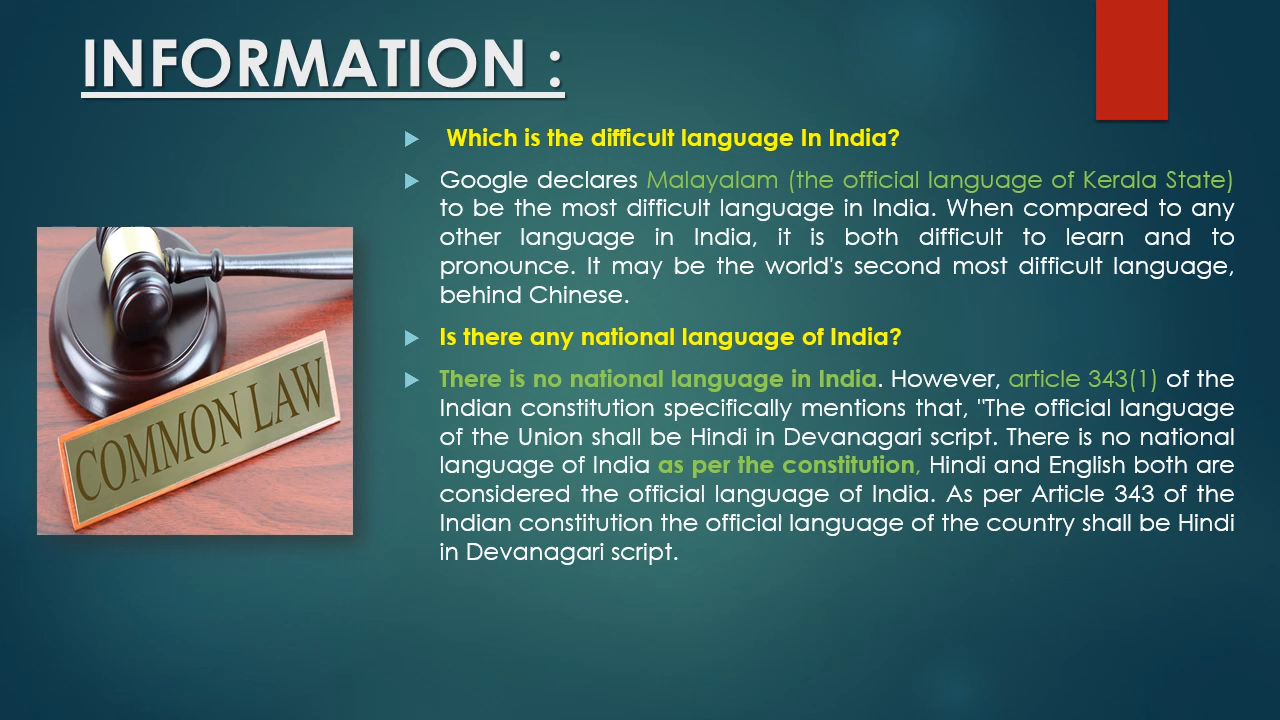 INFORMATION :
Which is the difficult language In India?
Google declares Malayalam (the official language of Kerala State)
to be the most difficult language in India. When compared to any
other language in India, it is both difficult to learn and to
pronounce. It may be the world's second most difficult language,
behind Chinese.
Is there any national language of India?
There is no national language in India. However, article 343(1) of the
Indian constitution specifically mentions that, "The official language
of the Union shall be Hindi in Devanagari script. There is no national
language of India as per the constitution, Hindi and English both are
considered the official language of India. As per Article 343 of the
Indian constitution the official language of the country shall be Hindi
in Devanagari script.
COMMON LAW